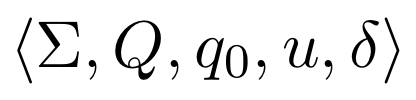 ⟨Σ, Q, q₀, u, δ⟩